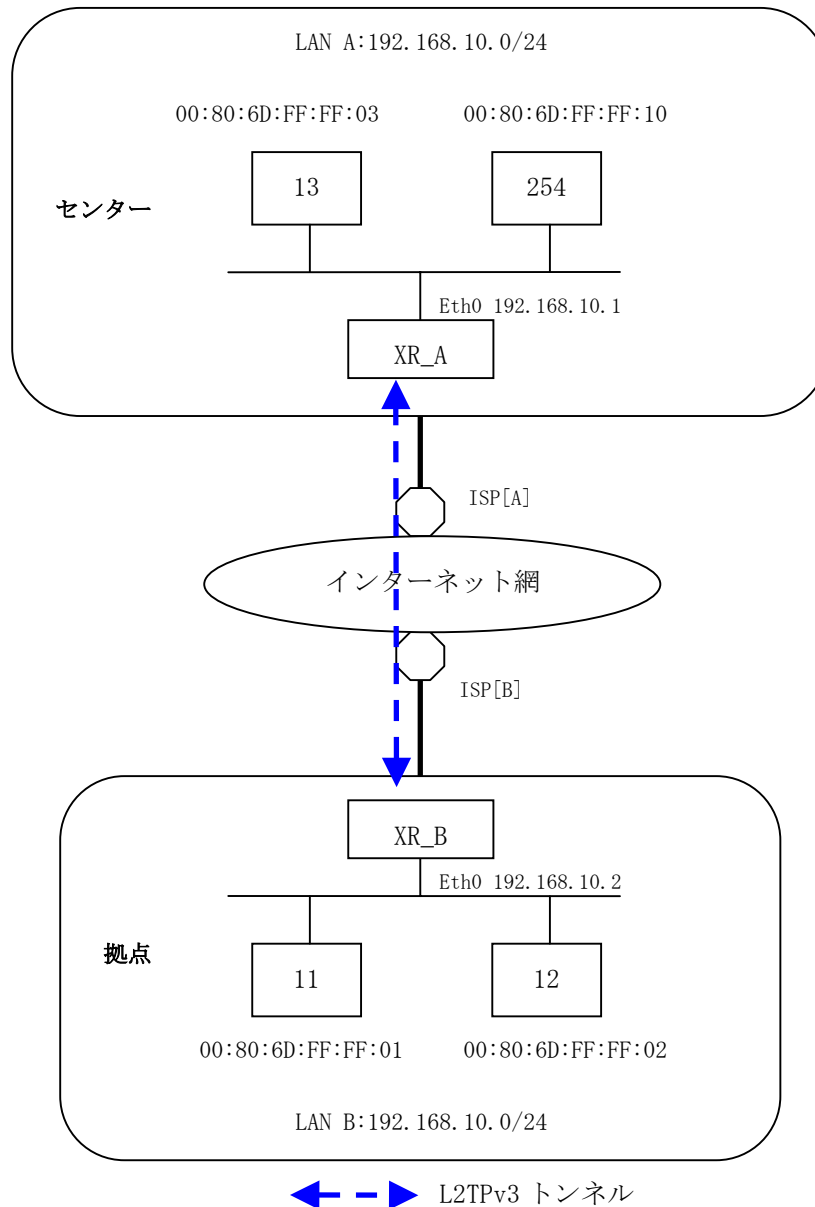 LAN A:192.168.10.0/24
00:80:6D:FF:FF:03
00:80:6D:FF:FF:10
13
254
センター
Eth0 192.168.10.1
XR_A
ISP[A]
インターネット網
ISP[B]
XR_B
Eth0 192.168.10.2
拠点
11
12
00:80:6D:FF:FF:01
00:80:6D:FF:FF:02
LAN B:192.168.10.0/24
L2TPv3 トンネル